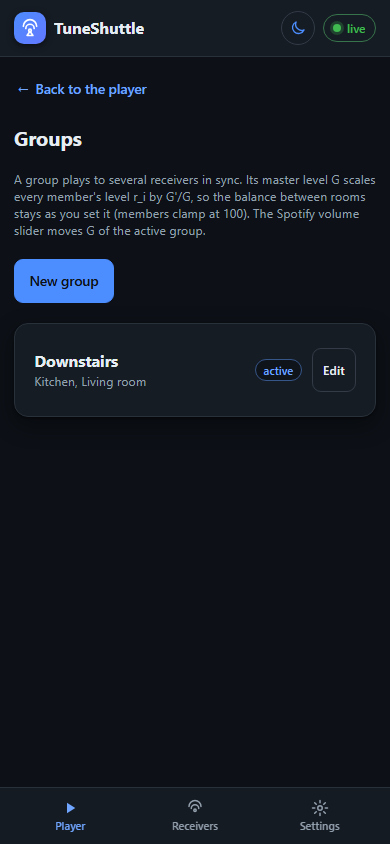 TuneShuttle
live
← Back to the player
Groups
A group plays to several receivers in sync. Its master level G scales
every member's level r_i by G'/G, so the balance between rooms
stays as you set it (members clamp at 100). The Spotify volume
slider moves G of the active group.
New group
Downstairs
Kitchen, Living room
active
Edit
Player
Receivers
Settings